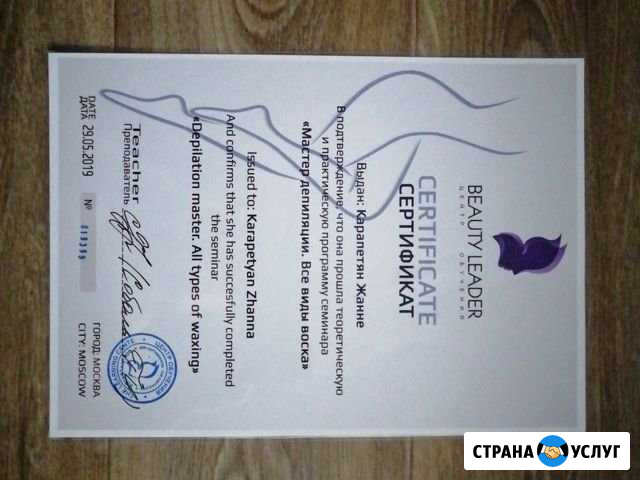 BEAUTY LEADER
ЦЕНТР ОБУЧЕНИЯ
CERTIFICATE
СЕРТИФИКАТ
Выдан: Карапетян Жанне
В подтверждение, что она прошла теоретическую
и практическую программу семинара
«Мастер депиляции. Все виды воска»
Issued to: Karapetyan Zhanna
And confirms that she has succesfully completed
the seminar
«Depilation master. All types of waxing»
Teacher
Преподаватель
ГОРОД: МОСКВА
CITY: MOSCOW
DATE
ДАТА 29.05.2019 №
СТРАНА УСЛУГ